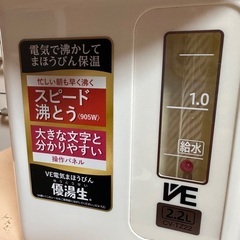 電気で沸かして
まほうびん保温
忙しい朝も早く沸く
スピード
沸とう(905W)
大きな文字と
分かりやすい
操作パネル
VE電気まほうびん
優湯生
1.0
給水
VE
2.2L